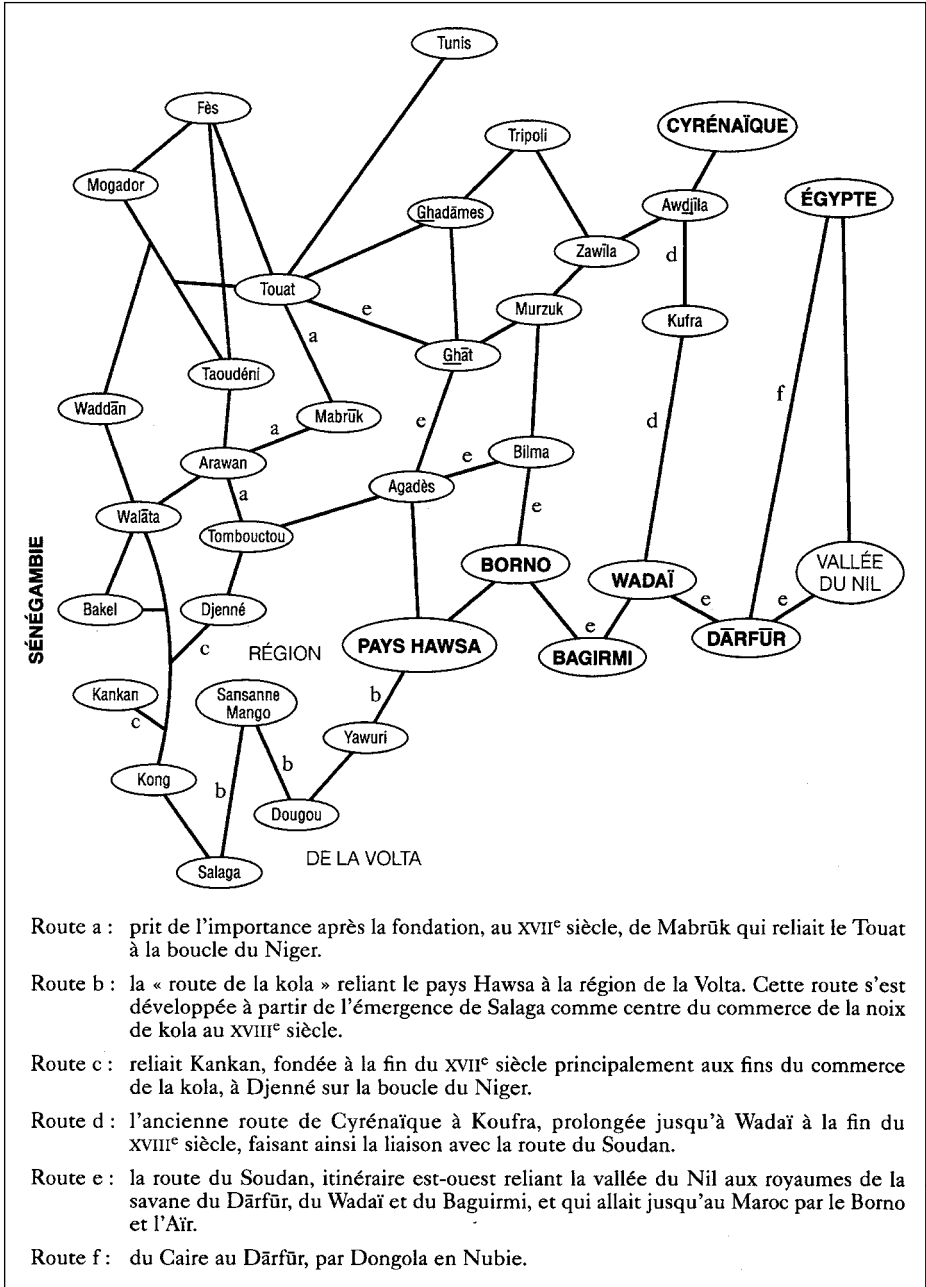 Tunis
Fès
Tripoli
CYRÉNAÏQUE
Mogador
Ghadāmes
Awdjīla
ÉGYPTE
Zawīla
d
Touat
e
Murzuk
Kufra
a
Ghāt
Taoudéni
f
Waddān
Mabrūk
a
e
d
Arawan
e
Bilma
a
Agadès
Walāta
e
Tombouctou
SÉNÉGAMBIE
BORNO
WADAÏ
VALLÉE
DU NIL
e
e
Bakel
Djenné
e
DĀRFŪR
c
RÉGION
PAYS HAWSA
BAGIRMI
Kankan
Sansanne
Mango
b
c
Yawuri
Kong
b
b
Dougou
DE LA VOLTA
Salaga
Route a : prit de l'importance après la fondation, au XVIIe siècle, de Mabrūk qui reliait le Touat
à la boucle du Niger.
Route b : la « route de la kola » reliant le pays Hawsa à la région de la Volta. Cette route s'est
développée à partir de l'émergence de Salaga comme centre du commerce de la noix
de kola au XVIIIe siècle.
Route c : reliait Kankan, fondée à la fin du XVIIe siècle principalement aux fins du commerce
de la kola, à Djenné sur la boucle du Niger.
Route d : l'ancienne route de Cyrénaïque à Koufra, prolongée jusqu'à Wadaï à la fin du
XVIIIe siècle, faisant ainsi la liaison avec la route du Soudan.
Route e : la route du Soudan, itinéraire est-ouest reliant la vallée du Nil aux royaumes de la
savane du Dārfūr, du Wadaï et du Baguirmi, et qui allait jusqu'au Maroc par le Borno
et l'Aïr.
Route f : du Caire au Dārfūr, par Dongola en Nubie.